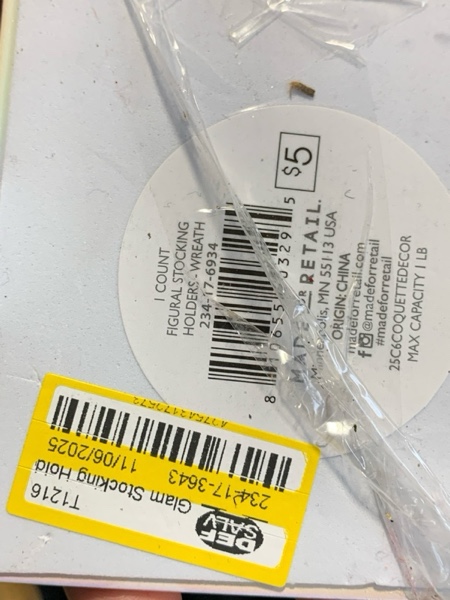 1 COUNT
FIGURAL STOCKING
HOLDERS - WREATH
234-17-6934
0329 5
MADE FOR
RETAIL.
$5
MN 55113 USA
ORIGIN: CHINA
madeforretail.com
@madeforretail
#madeforretail
25C6COQUETTEDECOR
MAX CAPACITY 1 LB
DEF
SALV
T1216
Glam Stocking Hold
11/06/2025
234-17-3643